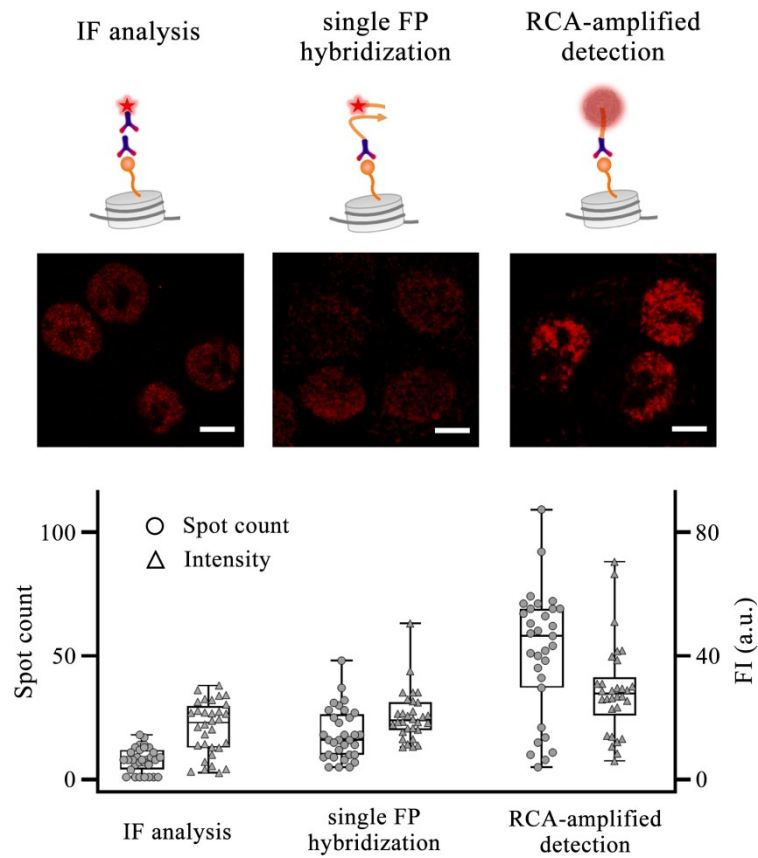 IF analysis
single FP
hybridization
RCA-amplified
detection
Spot count
Intensity
Spot count
100
50
0
FI (a.u.)
80
40
0
IF analysis
single FP
hybridization
RCA-amplified
detection